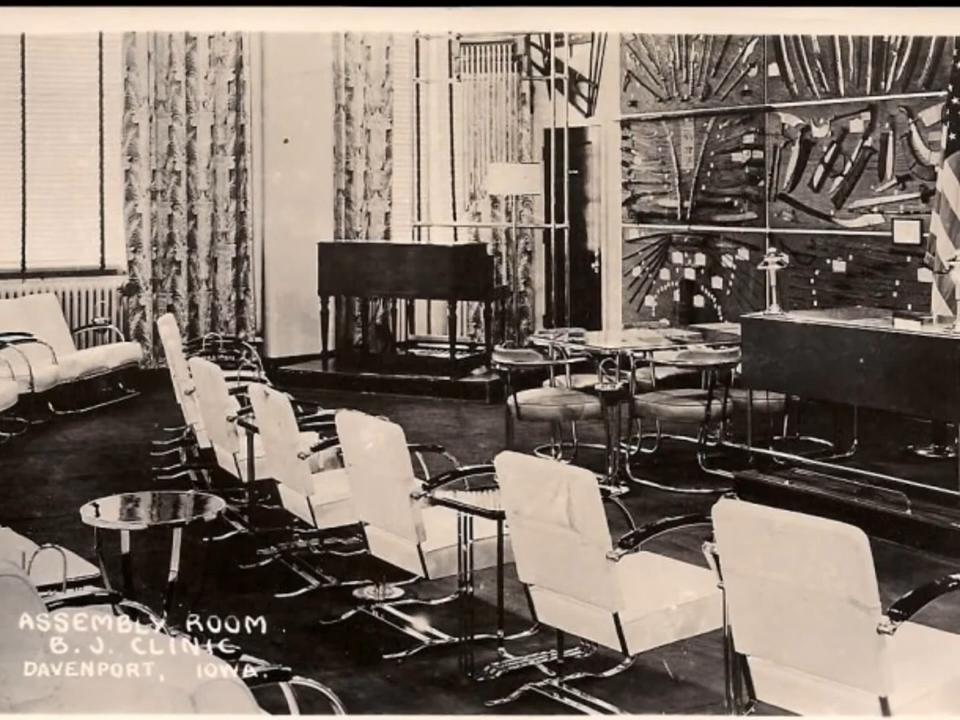 ASSEMBLY ROOM
B. J. CLINIC
DAVENPORT, IOWA.